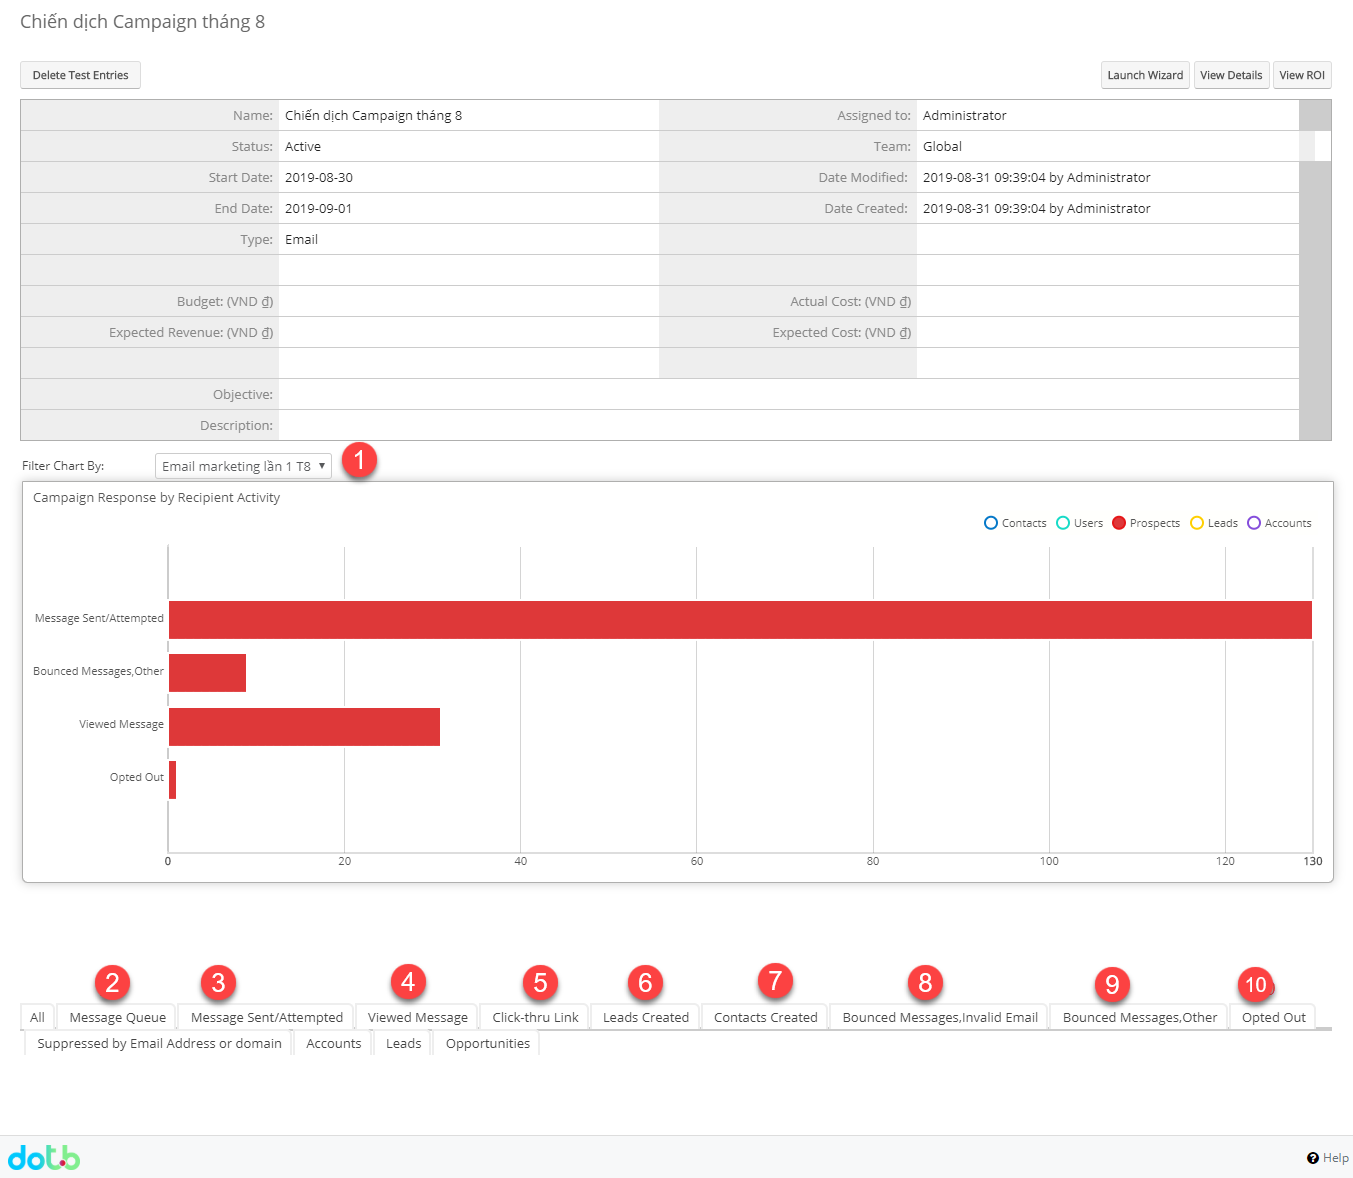 Chiến dịch Campaign tháng 8
Delete Test Entries
Launch Wizard View Details View ROI
Name: Chiến dịch Campaign tháng 8 Assigned to: Administrator
Status: Active Team: Global
Start Date: 2019-08-30 Date Modified: 2019-08-31 09:39:04 by Administrator
End Date: 2019-09-01 Date Created: 2019-08-31 09:39:04 by Administrator
Type: Email
Budget: (VND ₫) Actual Cost: (VND ₫)
Expected Revenue: (VND ₫) Expected Cost: (VND ₫)
Objective:
Description:
Filter Chart By: Email marketing lần 1 T8 1
Campaign Response by Recipient Activity
Contacts Users Prospects Leads Accounts
Message Sent/Attempted
Bounced Messages,Other
Viewed Message
Opted Out
0 20 40 60 80 100 120 130
2 3 4 5 6 7 8 9 10
All Message Queue Message Sent/Attempted Viewed Message Click-thru Link Leads Created Contacts Created Bounced Messages,Invalid Email Bounced Messages,Other Opted Out
Suppressed by Email Address or domain Accounts Leads Opportunities
dot.b
Help